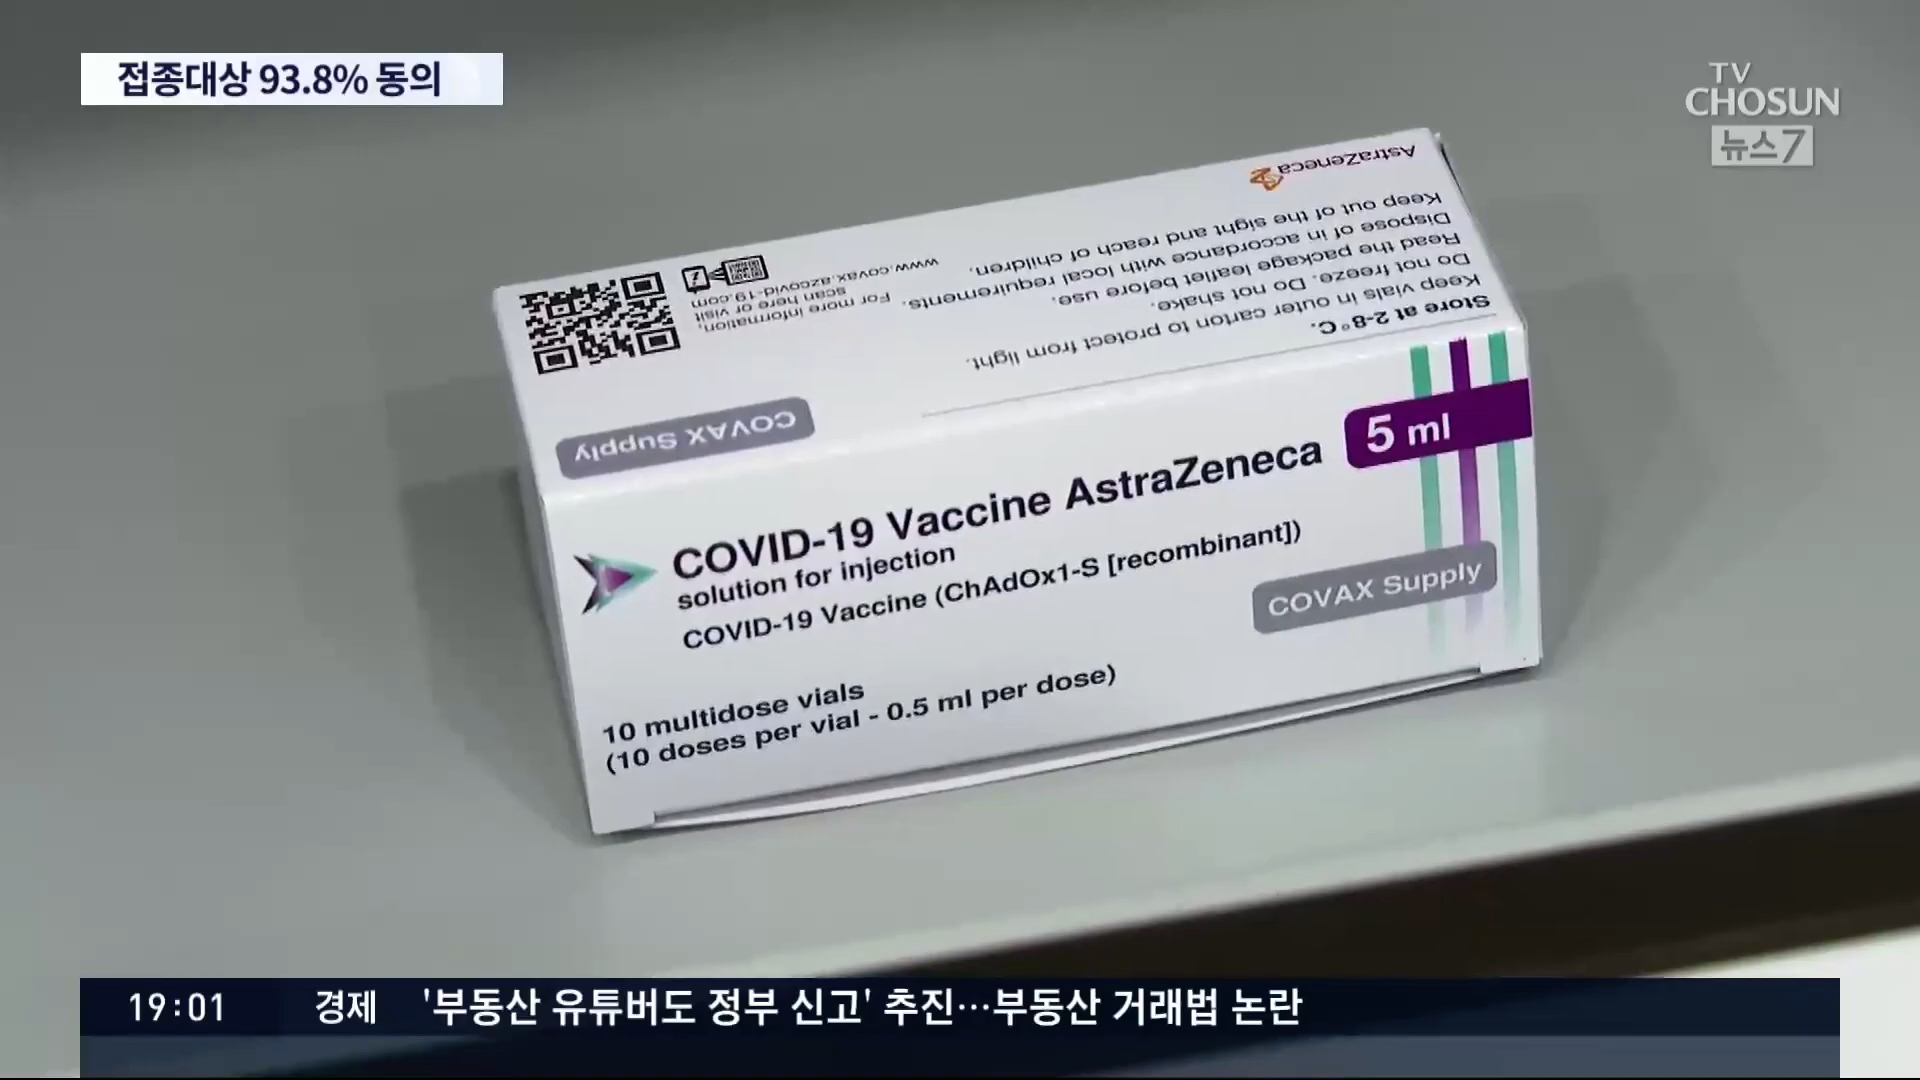 접종대상 93.8% 동의
TV
CHOSUN
뉴스7
AstraZeneca
Keep out of the sight and reach of children.
Dispose of in accordance with local requirements.
Read the package leaflet before use.
Do not freeze. Do not shake.
Keep vials in outer carton to protect from light.
Store at 2-8°C.
www.covax.azcovid-19.com
scan here or visit
For more information,
COVAX Supply
5 ml
COVID-19 Vaccine AstraZeneca
solution for injection
COVID-19 Vaccine (ChAdOx1-S [recombinant])
COVAX Supply
10 multidose vials
(10 doses per vial - 0.5 ml per dose)
19:01 경제 '부동산 유튜버도 정부 신고' 추진…부동산 거래법 논란